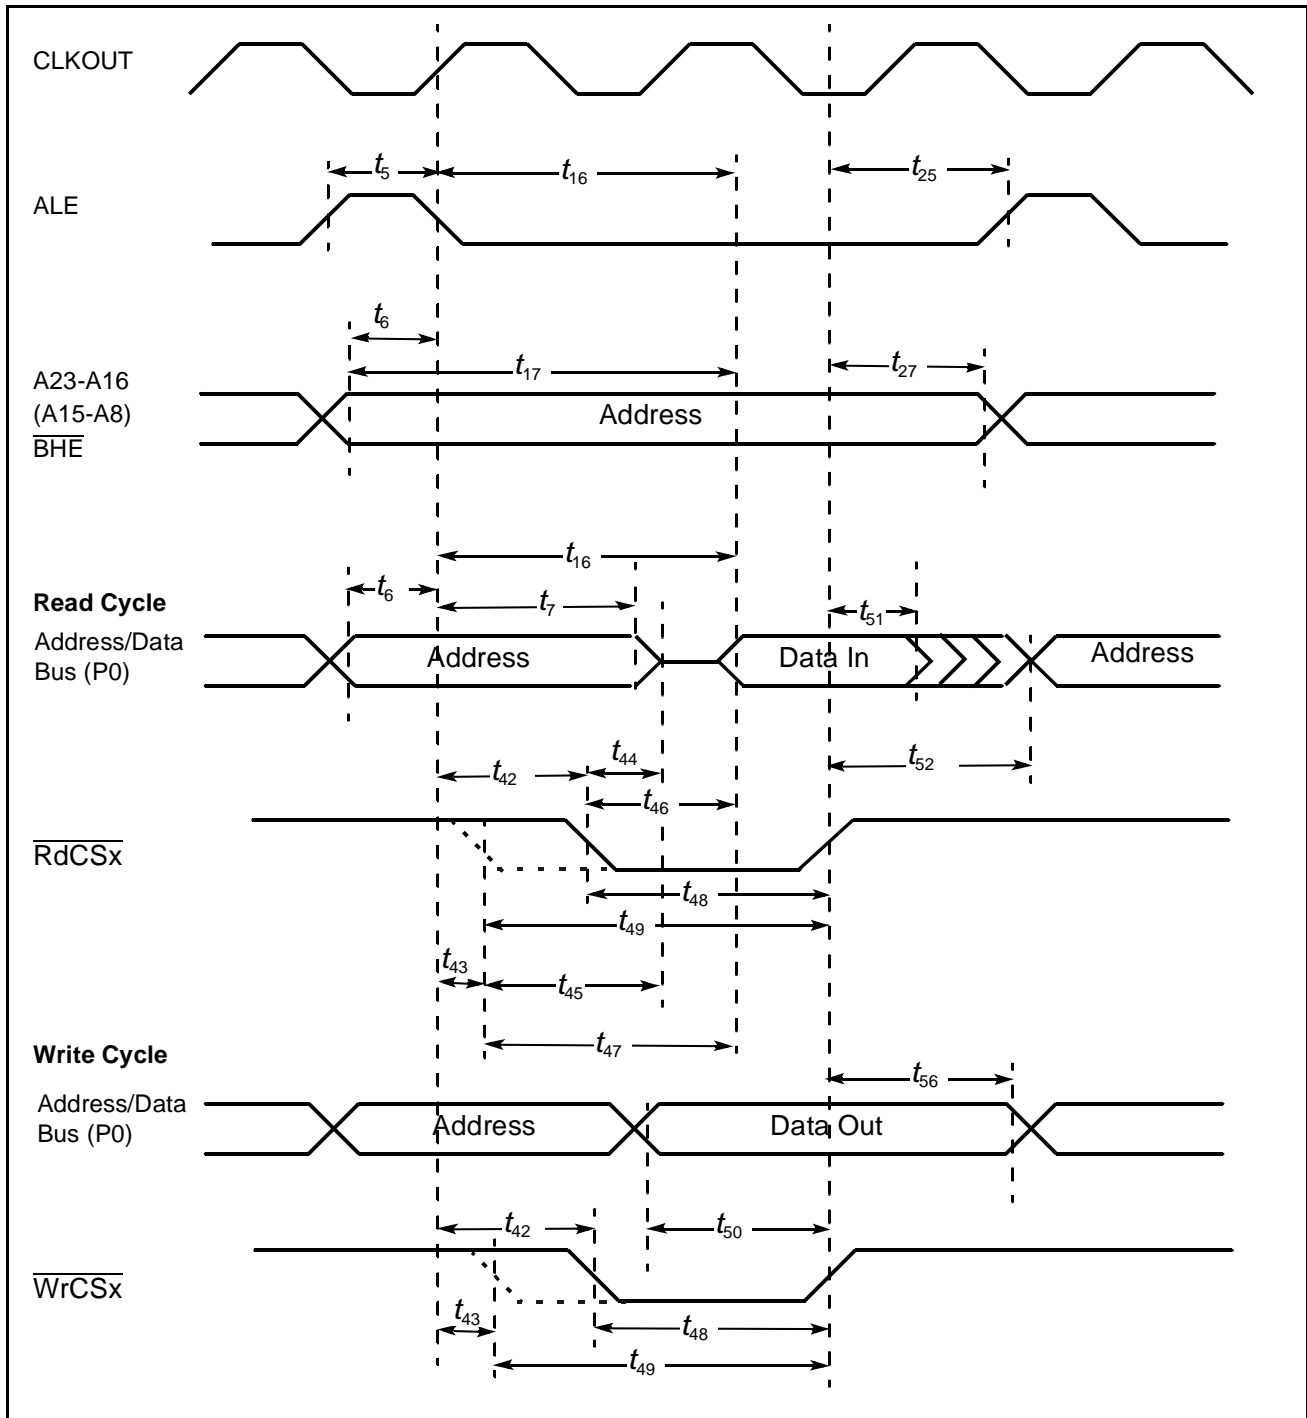 CLKOUT
t5 t16 t25
ALE
t6
t17 t27
A23-A16
(A15-A8)
BHE
Address
t16
t6 t7 t51
Read Cycle
Address/Data
Bus (P0)
Address Data In Address
t44
t42 t52
t46
RdCSx
t48
t49
t43
t45
t47
Write Cycle
t56
Address/Data
Bus (P0)
Address Data Out
t42 t50
WrCSx
t43 t48
t49